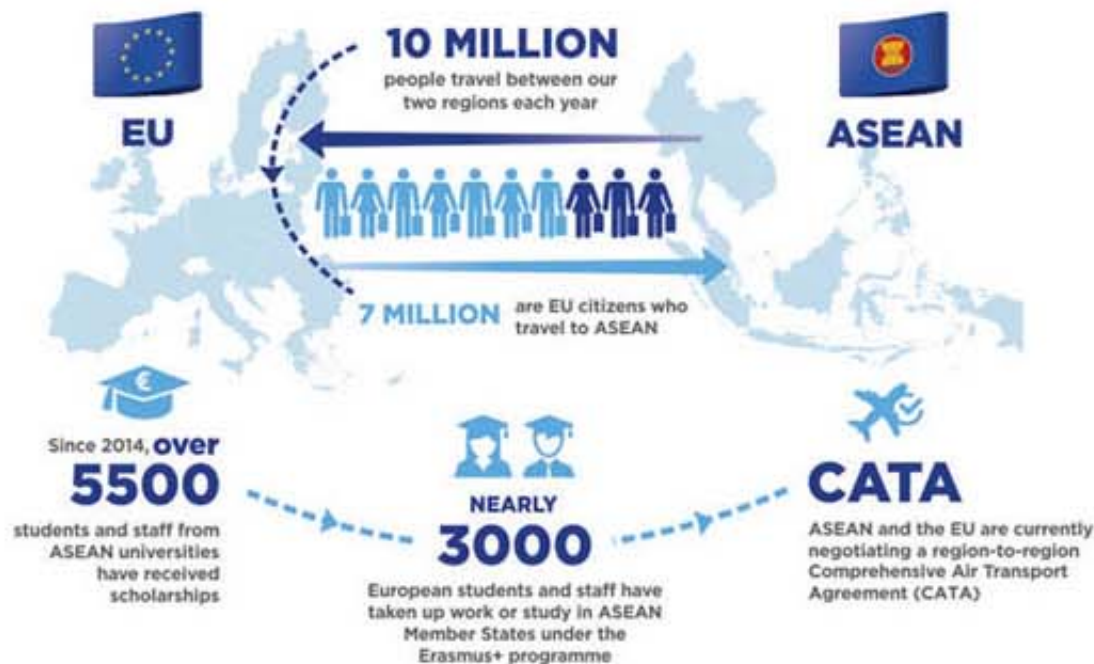 EU
10 MILLION
people travel between our
two regions each year
ASEAN
7 MILLION
are EU citizens who
travel to ASEAN
€
Since 2014, over
5500
students and staff from
ASEAN universities
have received
scholarships
NEARLY
3000
European students and staff have
taken up work or study in ASEAN
Member States under the
Erasmus+ programme
CATA
ASEAN and the EU are currently
negotiating a region-to-region
Comprehensive Air Transport
Agreement (CATA)